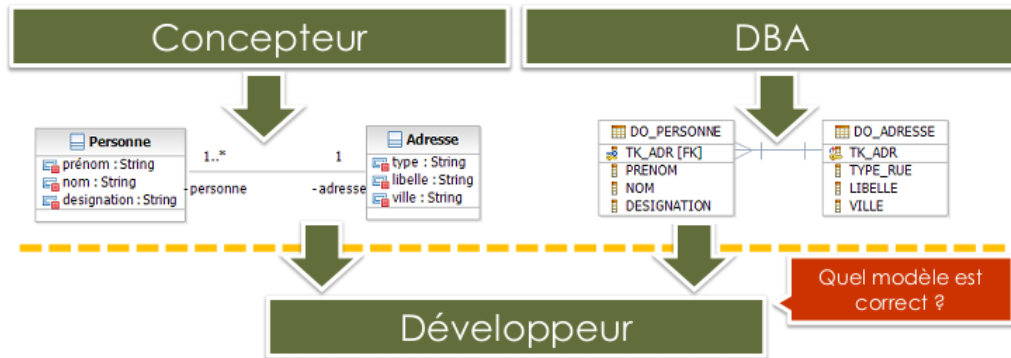 Concepteur
DBA
Personne
prénom : String
nom : String
designation : String
1..*
1
-personne
-adresse
Adresse
type : String
libelle : String
ville : String
DO_PERSONNE
TK_ADR [FK]
PRENOM
NOM
DESIGNATION
DO_ADRESSE
TK_ADR
TYPE_RUE
LIBELLE
VILLE
Quel modèle est
correct ?
Développeur